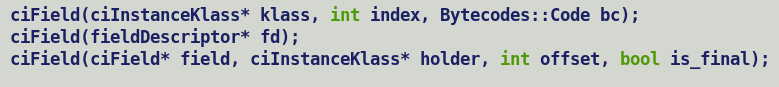 ciField(ciInstanceKlass* klass, int index, Bytecodes::Code bc);
ciField(fieldDescriptor* fd);
ciField(ciField* field, ciInstanceKlass* holder, int offset, bool is_final);